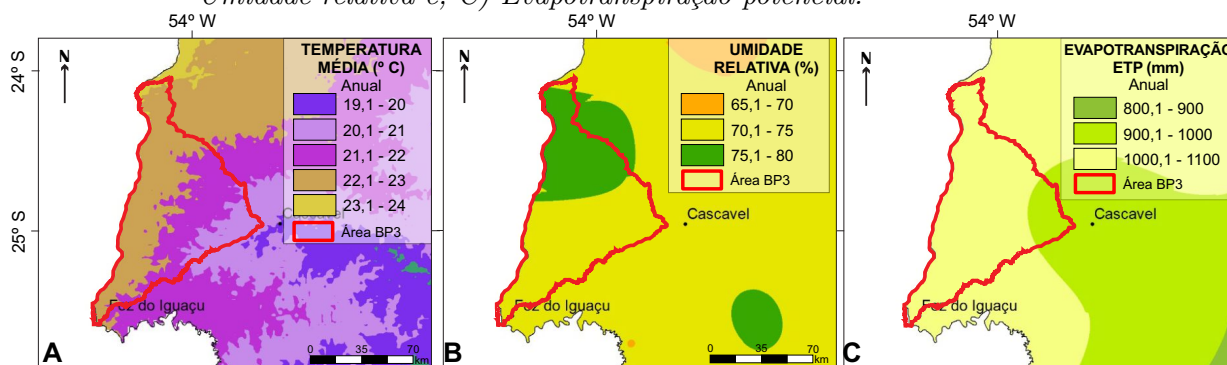 Umidade relativa e, C) Evapotranspiração potencial.
54º W
54º W
54º W
24º S
25º S
N
TEMPERATURA
MÉDIA (º C)
Anual
19,1 - 20
20,1 - 21
21,1 - 22
22,1 - 23
23,1 - 24
Área BP3
Cascavel
Foz do Iguaçu
A
0 35 70
km
N
UMIDADE
RELATIVA (%)
Anual
65,1 - 70
70,1 - 75
75,1 - 80
Área BP3
Cascavel
Foz do Iguaçu
B
0 35 70
km
N
EVAPOTRANSPIRAÇÃO
ETP (mm)
Anual
800,1 - 900
900,1 - 1000
1000,1 - 1100
Área BP3
Cascavel
Foz do Iguaçu
C